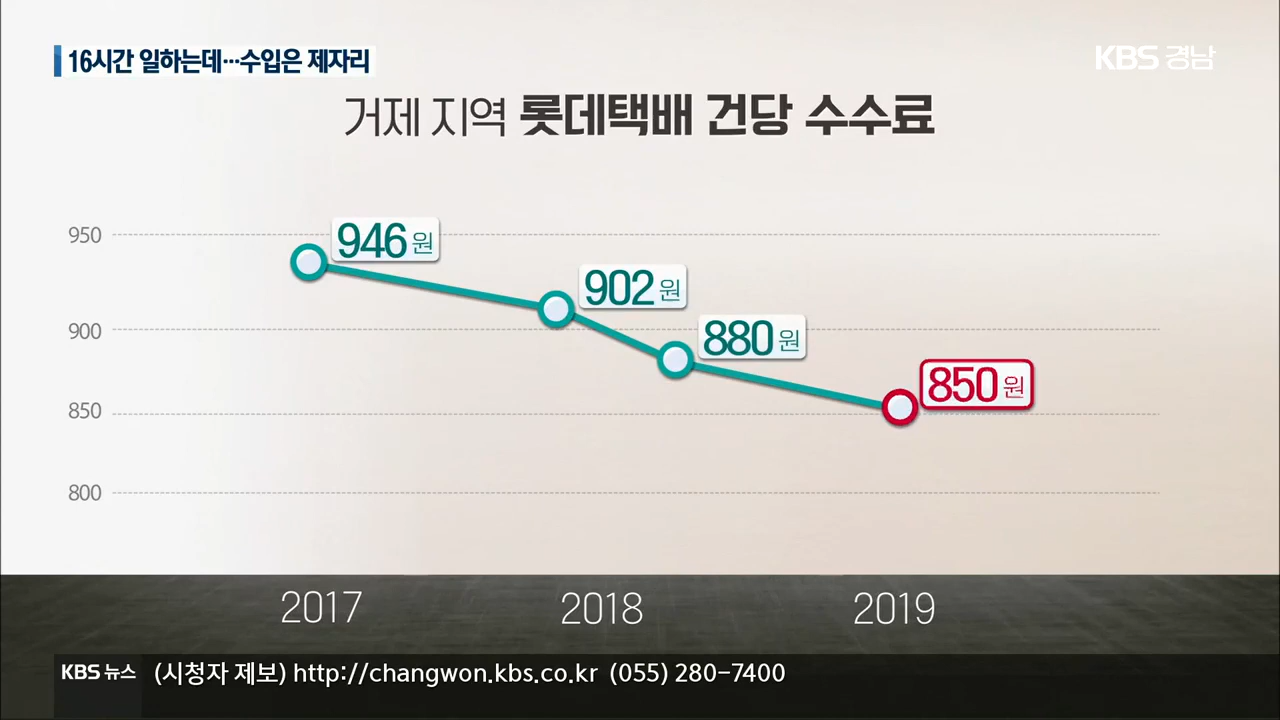 16시간 일하는데…수입은 제자리
KBS 경남
거제 지역 롯데택배 건당 수수료
950
946원
902원
900
880원
850원
850
800
2017 2018 2019
KBS 뉴스 (시청자 제보) http://changwon.kbs.co.kr (055) 280-7400